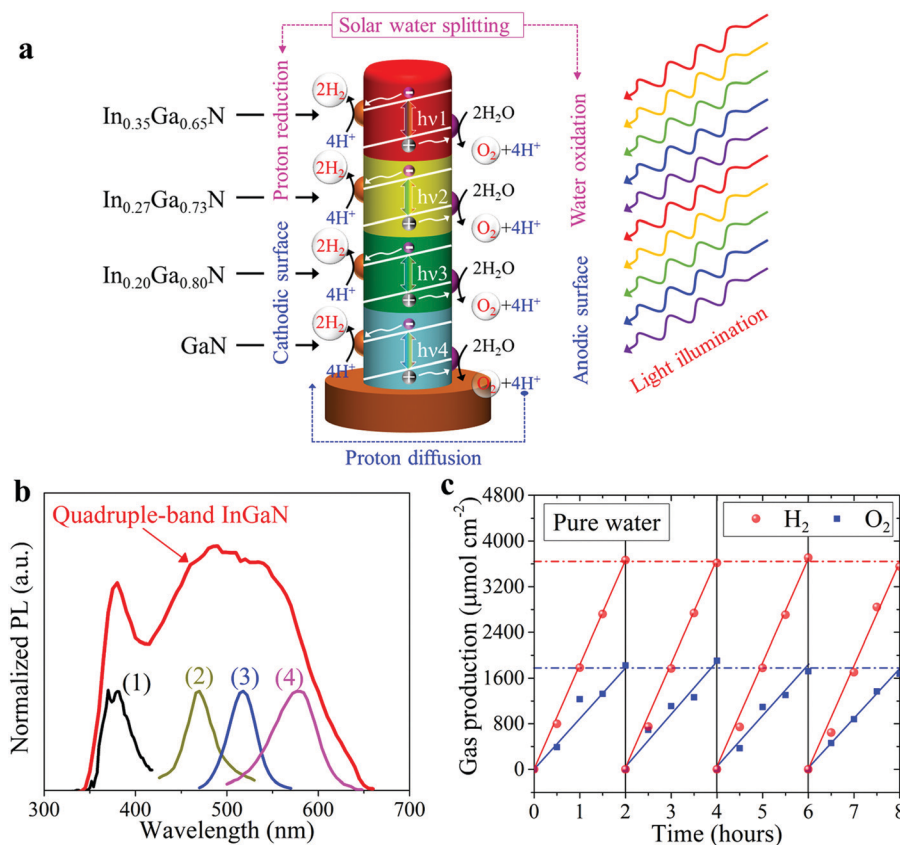 a
Solar water splitting
In0.35Ga0.65N
In0.27Ga0.73N
In0.20Ga0.80N
GaN
Proton reduction
Cathodic surface
2H2
4H+
2H2
4H+
2H2
4H+
2H2
4H+
hν1
hν2
hν3
hν4
2H2O
O2+4H+
2H2O
O2+4H+
2H2O
O2+4H+
2H2O
O2+4H+
Water oxidation
Anodic surface
Light illumination
Proton diffusion
b
Quadruple-band InGaN
Normalized PL (a.u.)
(1)
(2)
(3)
(4)
300 400 500 600 700
Wavelength (nm)
c
Pure water
H2 O2
Gas production (μmol cm-2)
4800
3600
2400
1600
800
0
0 1 2 3 4 5 6 7 8
Time (hours)